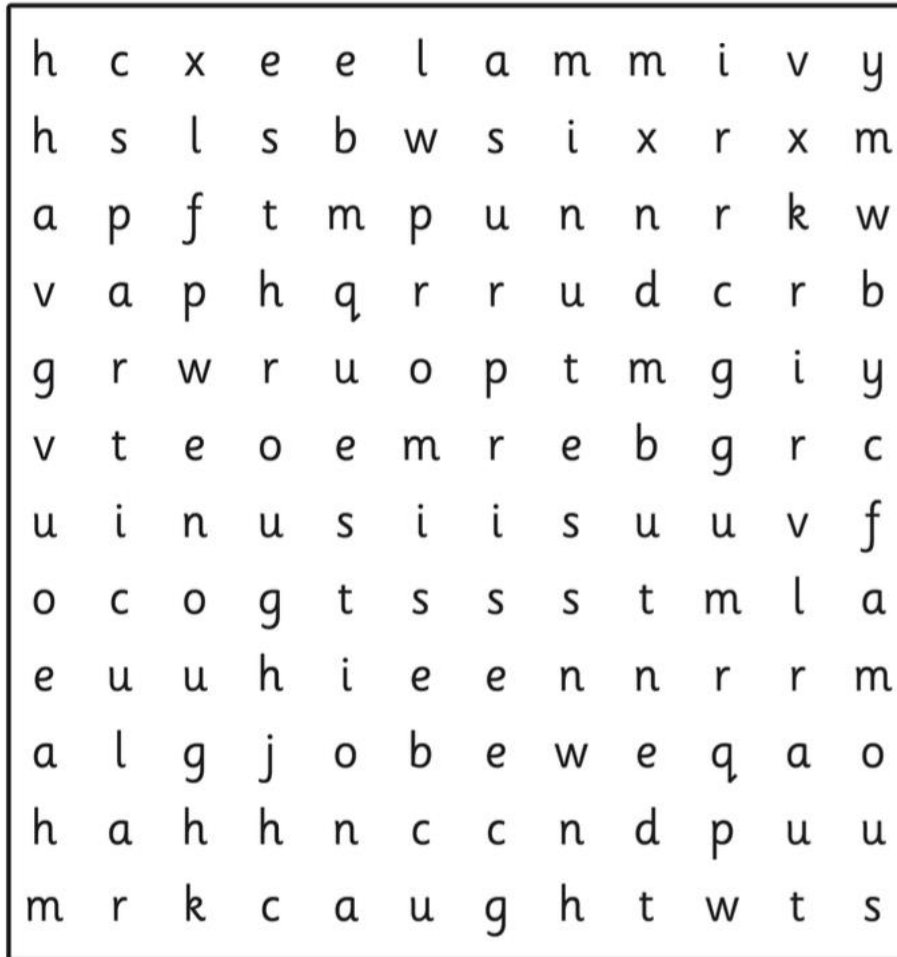 h c x e e l a m m i v y
h s l s b w s i x r x m
a p f t m p u n n r k w
v a p h q r r u d c r b
g r w r u o p t m g i y
v t e o e m r e b g r c
u i n u s i i s u u v f
o c o g t s s s t m l a
e u u h i e e n n r r m
a l g j o b e w e q a o
h a h h n c c n d p u u
m r k c a u g h t w t s